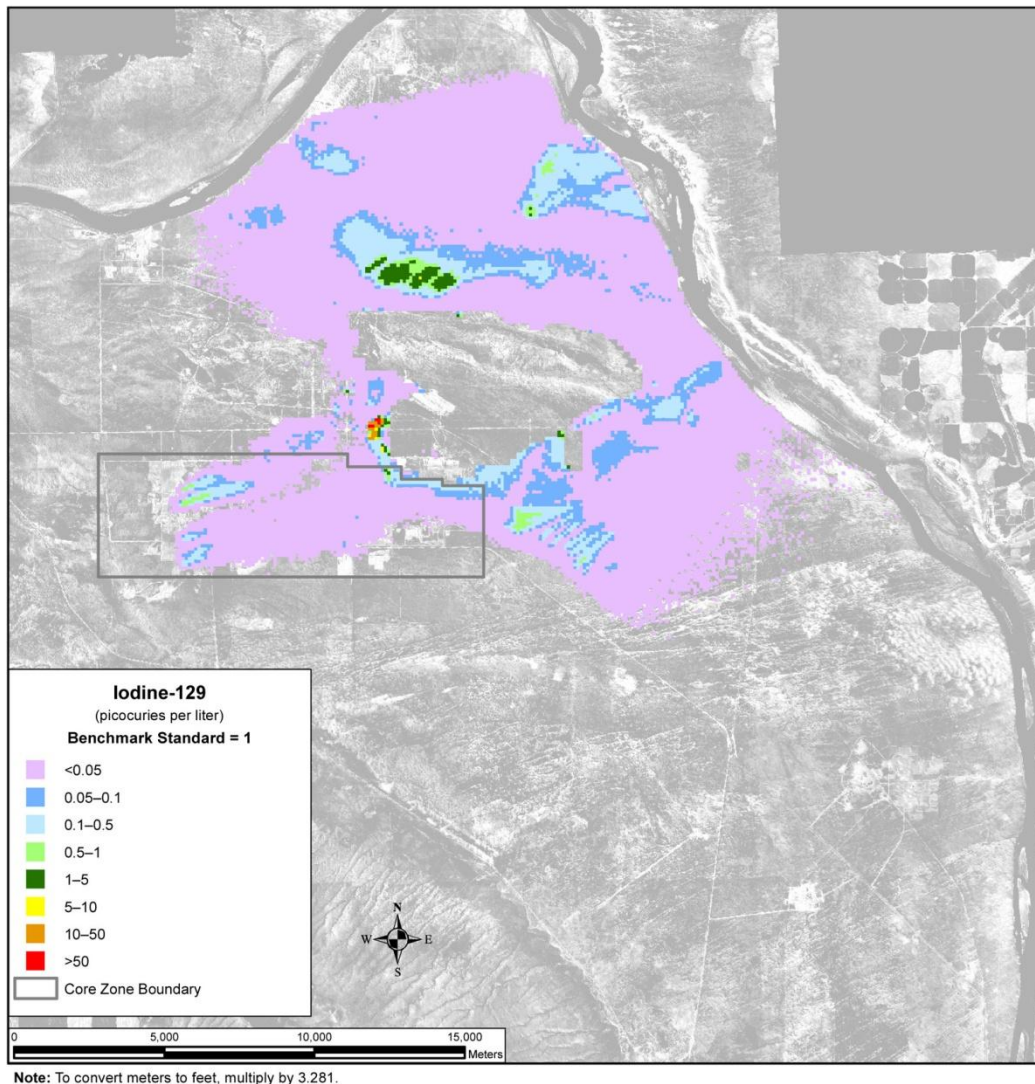 Iodine-129
(picocuries per liter)
Benchmark Standard = 1
<0.05
0.05–0.1
0.1–0.5
0.5–1
1–5
5–10
10–50
>50
Core Zone Boundary
N
W E
S
0 5,000 10,000 15,000
Meters
Note: To convert meters to feet, multiply by 3.281.